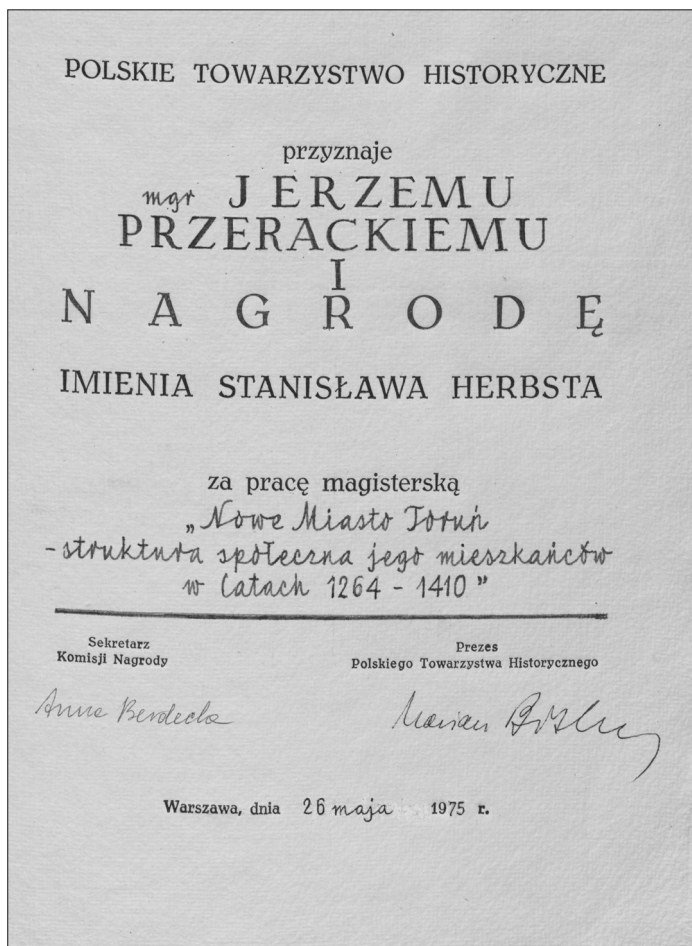 POLSKIE TOWARZYSTWO HISTORYCZNE
przyznaje
mgr JERZEMU
PRZERACKIEMU
I
NAGRODĘ
IMIENIA STANISŁAWA HERBSTA
za pracę magisterską
„Nowe Miasto Toruń
- struktura społeczna jego mieszkańców
w latach 1264 - 1410"
Sekretarz
Komisji Nagrody
Prezes
Polskiego Towarzystwa Historycznego
Anna Berdecka
Marian
Warszawa, dnia 26 maja 1975 r.